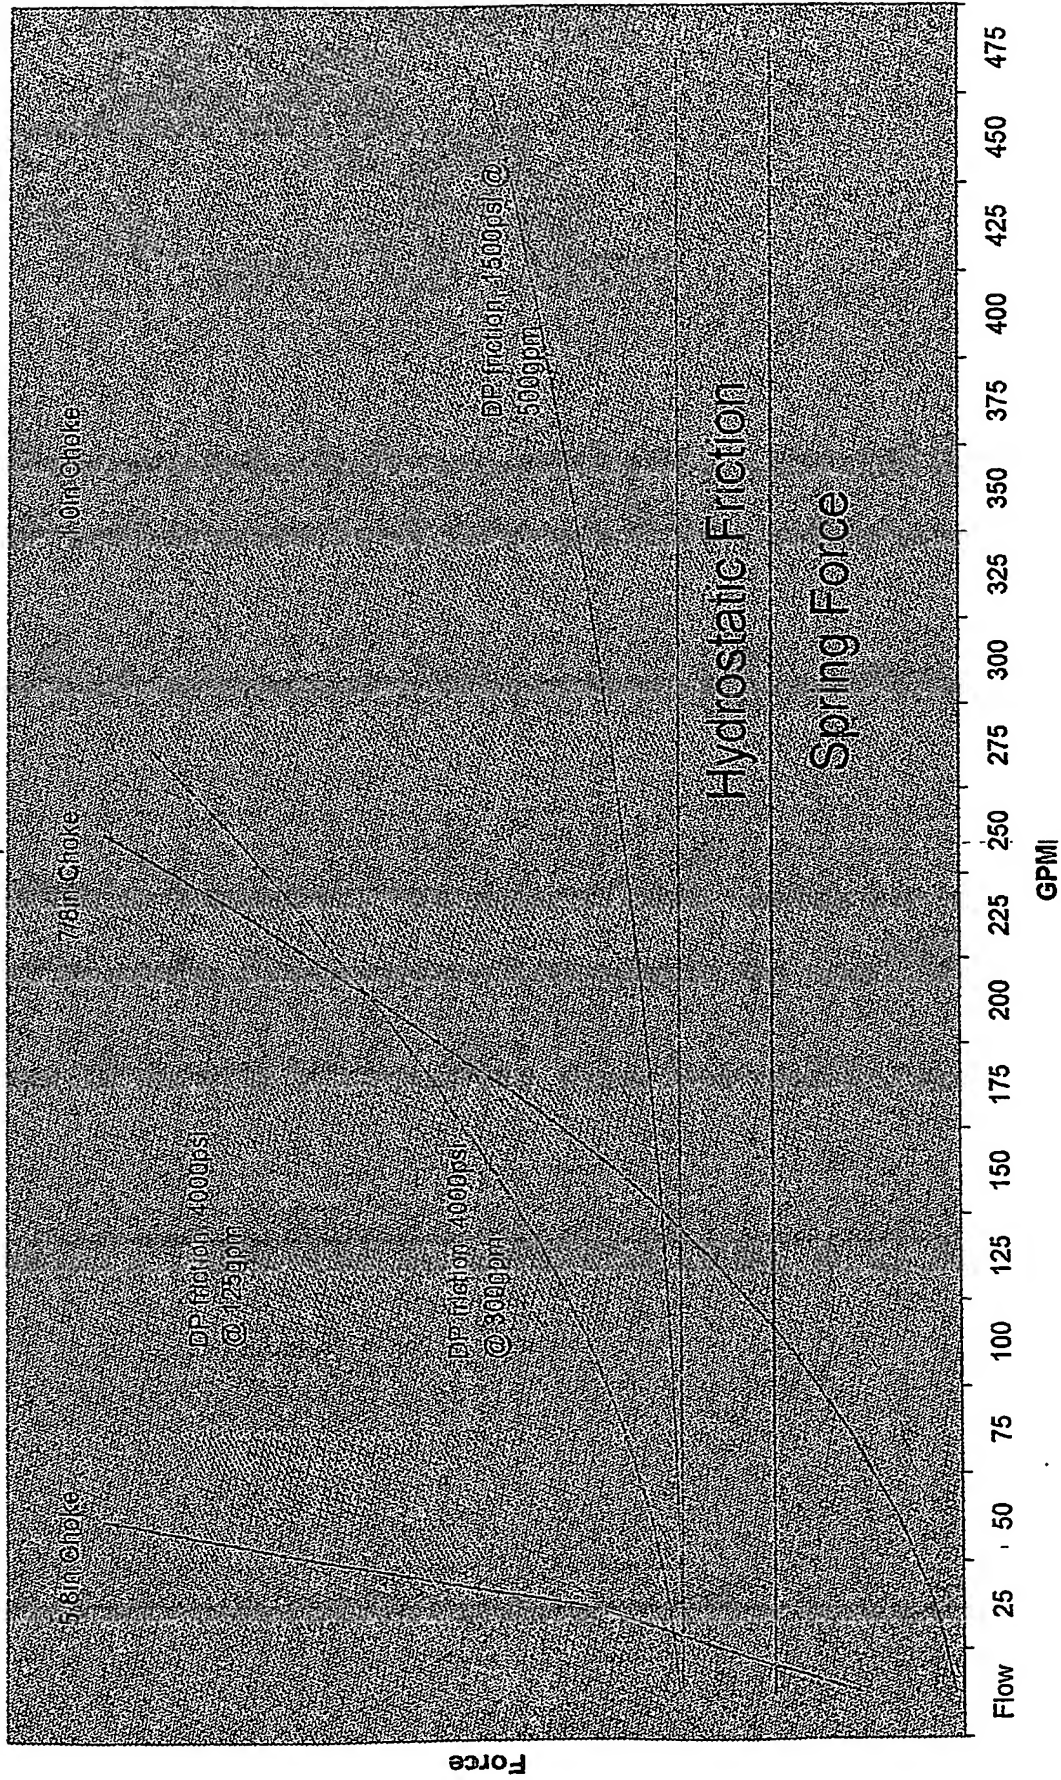 5/8in choke
7/8in Choke
1.0in Choke
DP friction, 4000psi
@ 125gpm
DP friction, 4000psi
@ 300gpm
DP friction, 1500psi @
500gpm
Hydrostatic Friction
Spring Force
Force
Flow 25 50 75 100 125 150 175 200 225 250 275 300 325 350 375 400 425 450 475
GPM